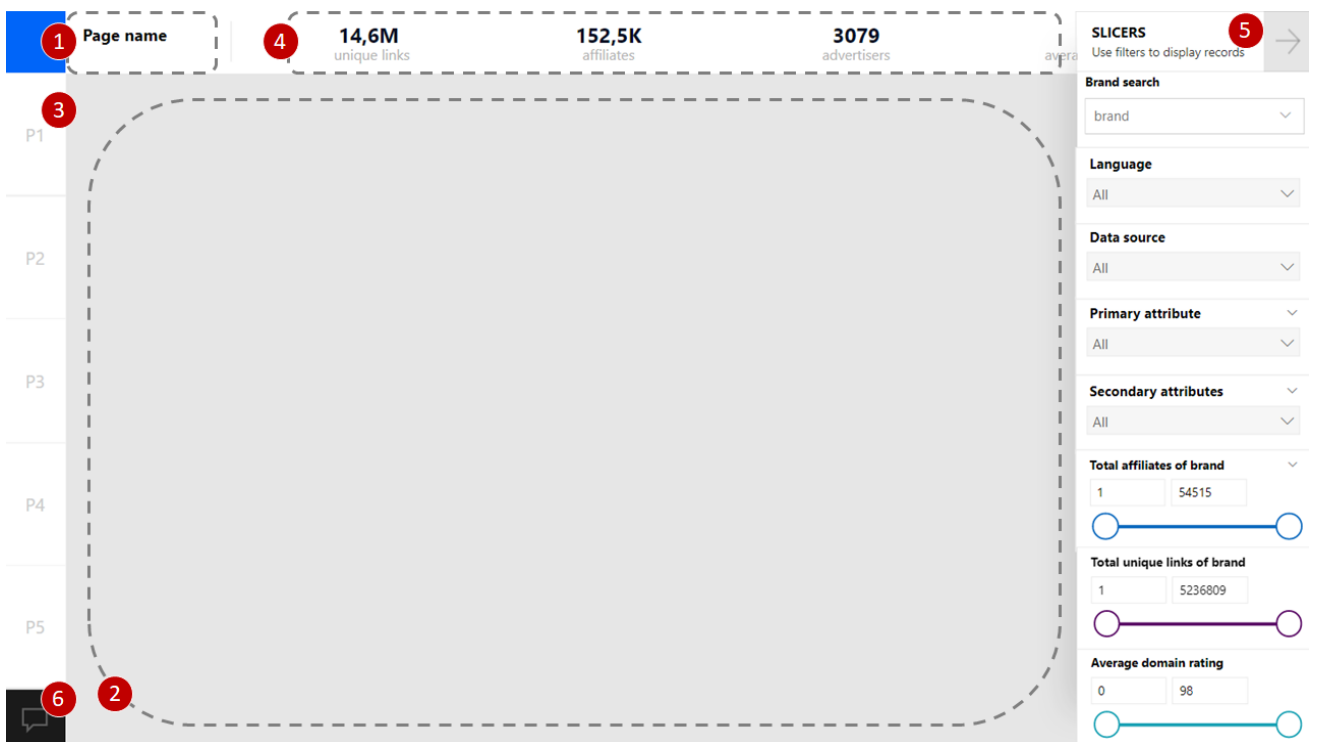 1
Page name
4
14,6M
unique links
152,5K
affiliates
3079
advertisers
avera
SLICERS
5
Use filters to display records
Brand search
brand
Language
All
Data source
All
Primary attribute
All
Secondary attributes
All
Total affiliates of brand
1 54515
Total unique links of brand
1 5236809
Average domain rating
0 98
3
P1
P2
P3
P4
P5
6
2